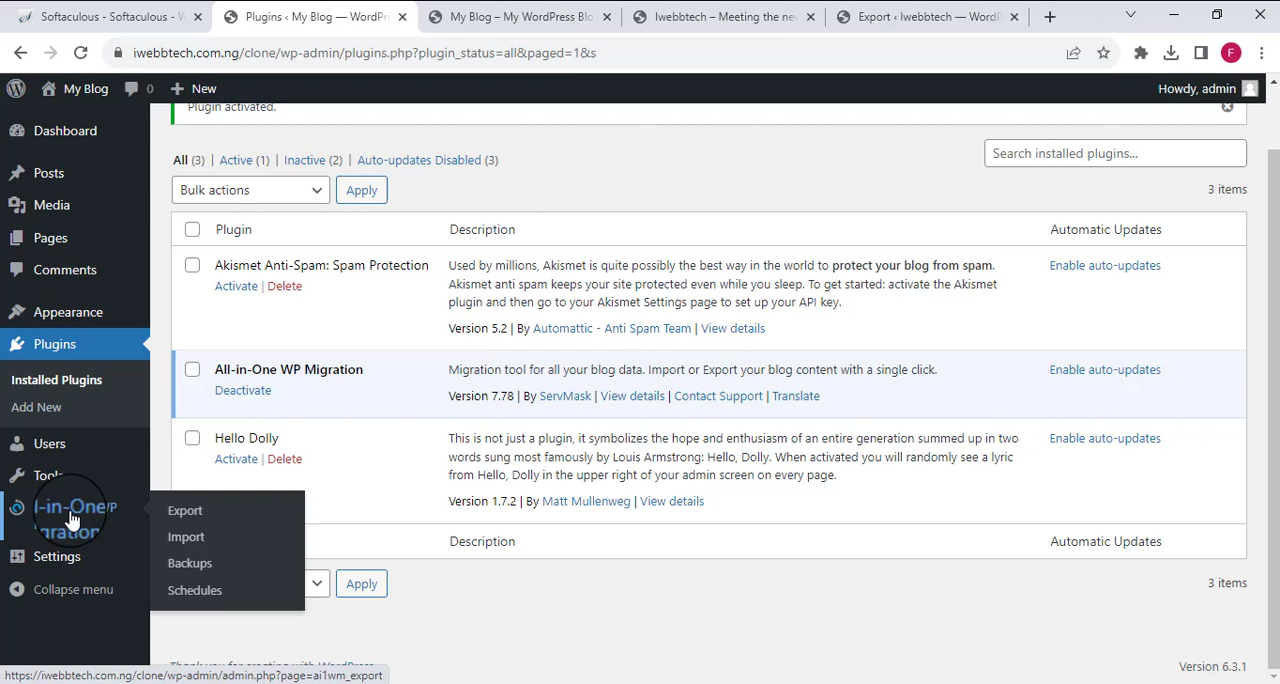 Softaculous - Softaculous - W
Plugins ‹ My Blog — WordPr
My Blog – My WordPress Blo
Iwebbtech – Meeting the ne
Export ‹ Iwebbtech — WordP
iwebbtech.com.ng/clone/wp-admin/plugins.php?plugin_status=all&paged=1&s
F
My Blog 0 New
Howdy, admin
Dashboard
Posts
Media
Pages
Comments
Appearance
Plugins
Installed Plugins
Add New
Users
Tools
l-in-One WP
igration
Settings
Collapse menu
Export
Import
Backups
Schedules
Plugin activated.
All (3) | Active (1) | Inactive (2) | Auto-updates Disabled (3)
Search installed plugins...
Bulk actions Apply
3 items
Plugin Description Automatic Updates
Akismet Anti-Spam: Spam Protection
Activate | Delete
Used by millions, Akismet is quite possibly the best way in the world to protect your blog from spam.
Akismet anti spam keeps your site protected even while you sleep. To get started: activate the Akismet
plugin and then go to your Akismet Settings page to set up your API key.
Version 5.2 | By Automattic - Anti Spam Team | View details
Enable auto-updates
All-in-One WP Migration
Deactivate
Migration tool for all your blog data. Import or Export your blog content with a single click.
Version 7.78 | By ServMask | View details | Contact Support | Translate
Enable auto-updates
Hello Dolly
Activate | Delete
This is not just a plugin, it symbolizes the hope and enthusiasm of an entire generation summed up in two
words sung most famously by Louis Armstrong: Hello, Dolly. When activated you will randomly see a lyric
from Hello, Dolly in the upper right of your admin screen on every page.
Version 1.7.2 | By Matt Mullenweg | View details
Enable auto-updates
Description Automatic Updates
Apply
3 items
Thank you for creating with WordPress.
Version 6.3.1
https://iwebbtech.com.ng/clone/wp-admin/admin.php?page=ai1wm_export